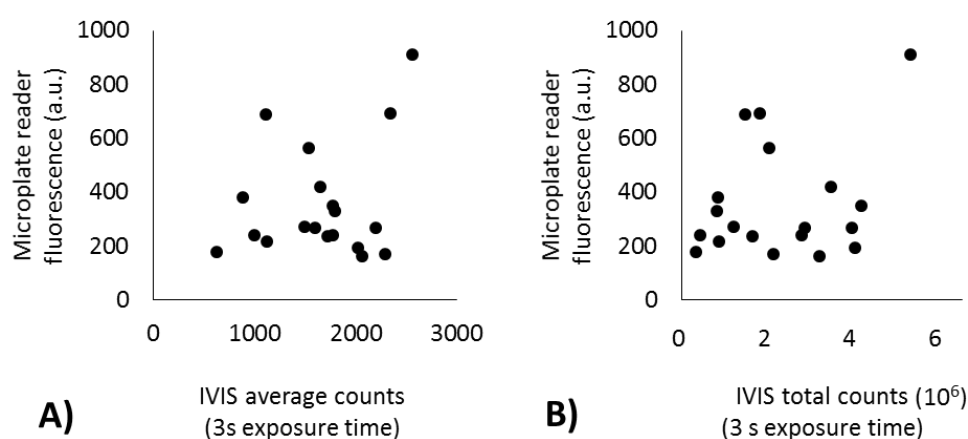 Microplate reader
fluorescence (a.u.)
1000
800
600
400
200
0
0 1000 2000 3000
IVIS average counts
(3s exposure time)
A)
Microplate reader
fluorescence (a.u.)
1000
800
600
400
200
0
0 2 4 6
IVIS total counts (10⁶)
(3 s exposure time)
B)